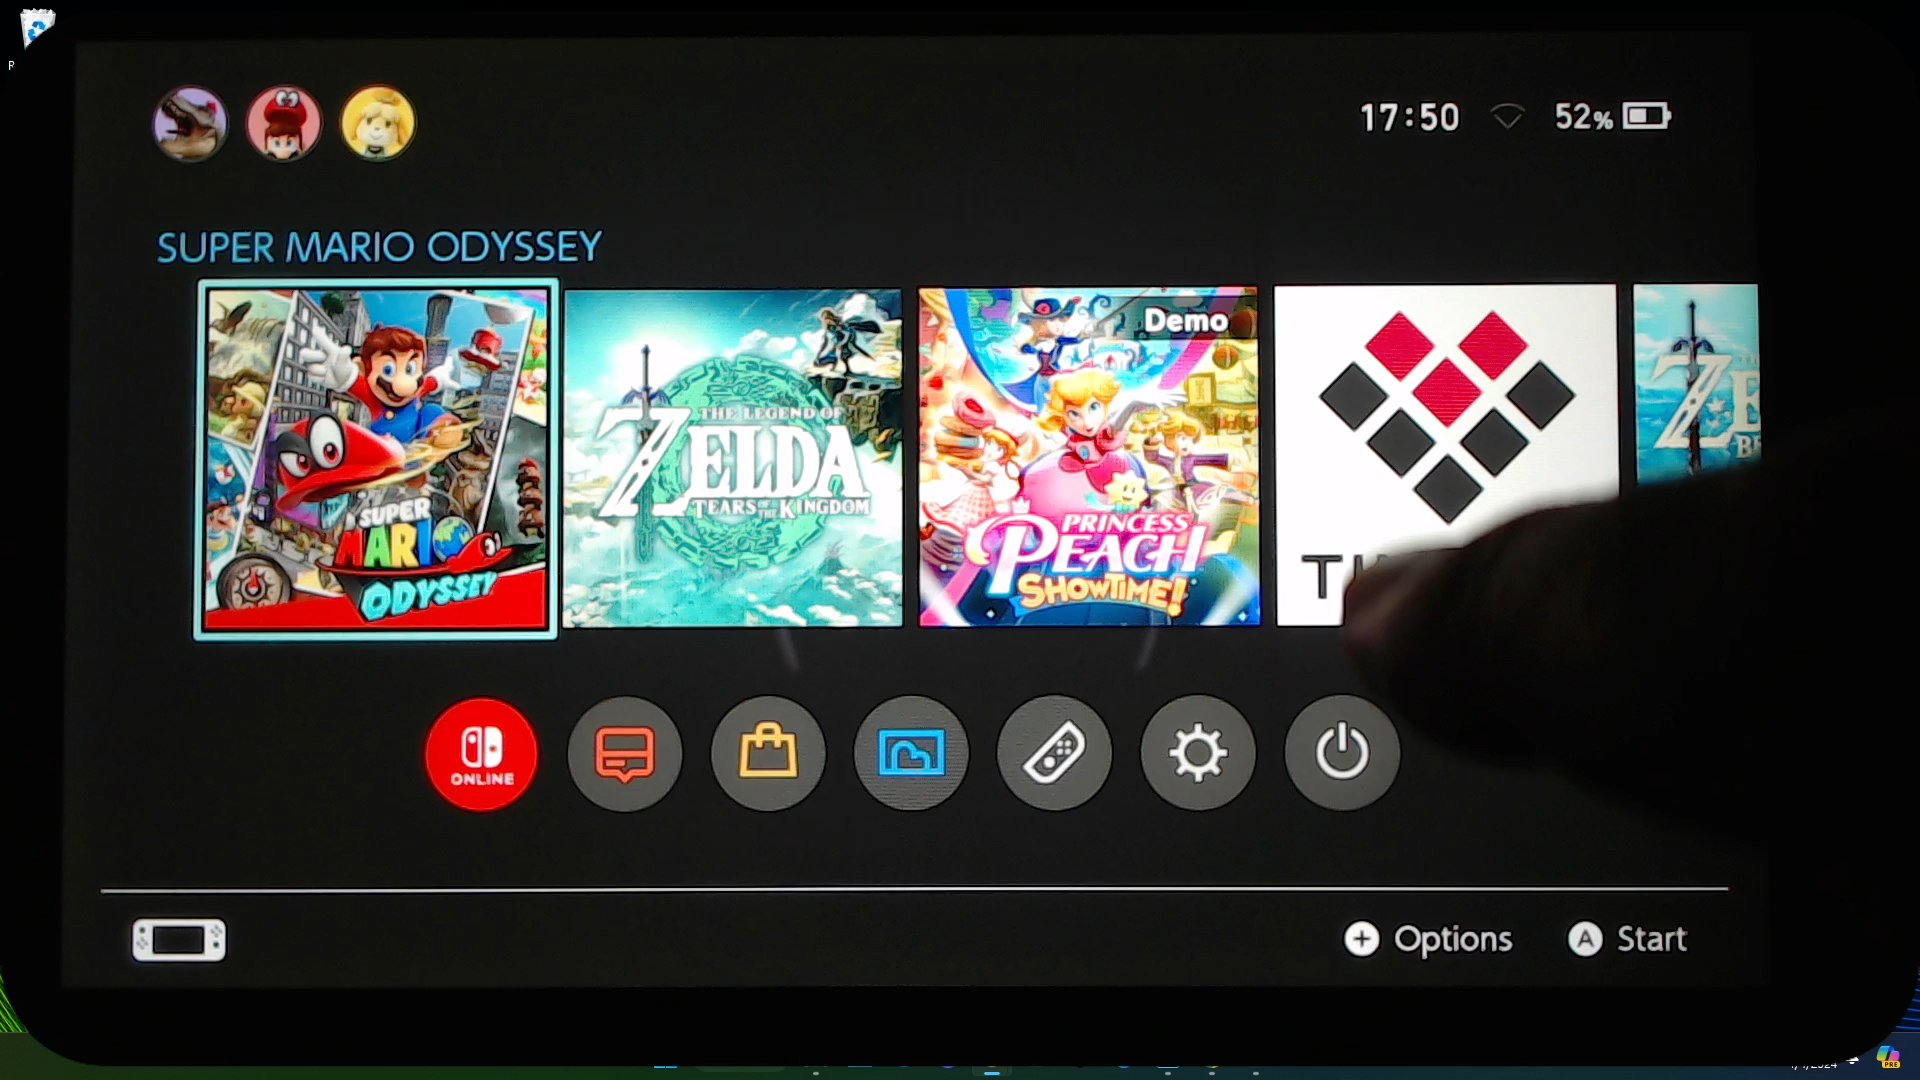 17:50
52%
SUPER MARIO ODYSSEY
SUPER
MARIO
ODYSSEY
THE LEGEND OF
ZELDA
TEARS OF THE KINGDOM
Demo
PRINCESS
PEACH
SHOWTIME!
ONLINE
Options
A Start
PRE